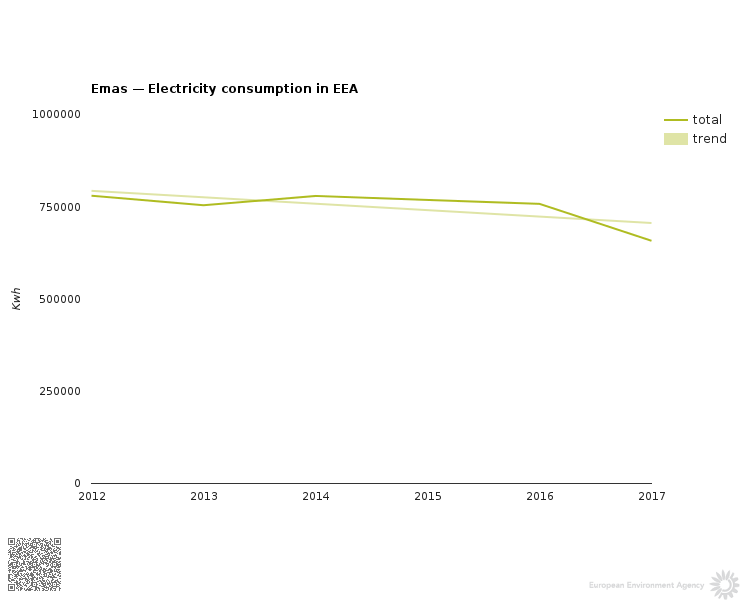 Emas — Electricity consumption in EEA
1000000
total
trend
750000
Kwh
500000
250000
0
2012 2013 2014 2015 2016 2017
European Environment Agency